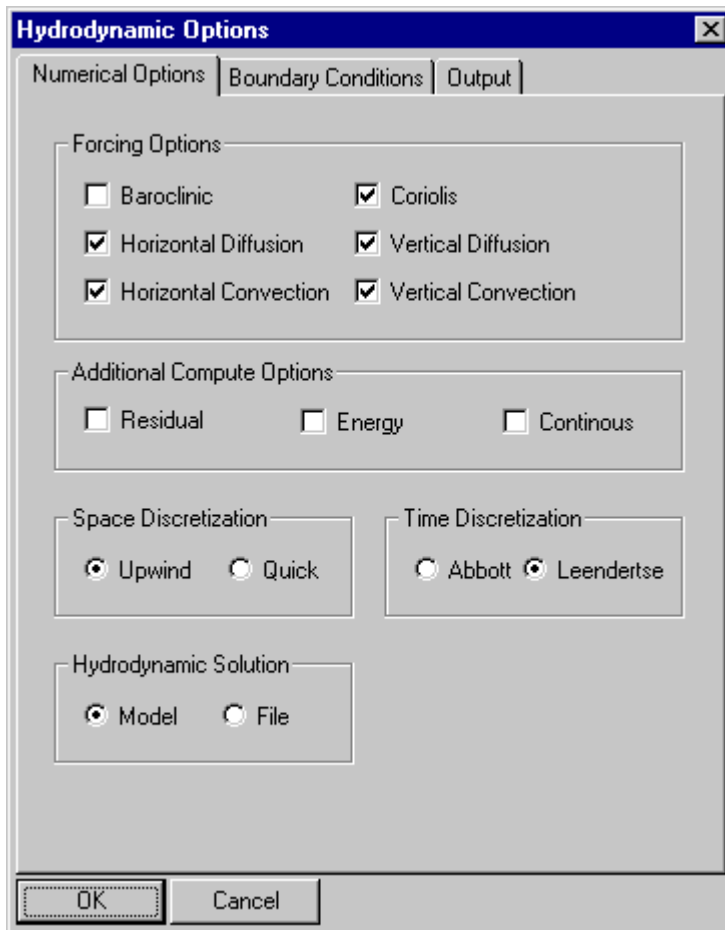 Hydrodynamic Options
Numerical Options Boundary Conditions Output
Forcing Options
Baroclinic Coriolis
Horizontal Diffusion Vertical Diffusion
Horizontal Convection Vertical Convection
Additional Compute Options
Residual Energy Continous
Space Discretization Time Discretization
Upwind Quick Abbott Leendertse
Hydrodynamic Solution
Model File
OK Cancel